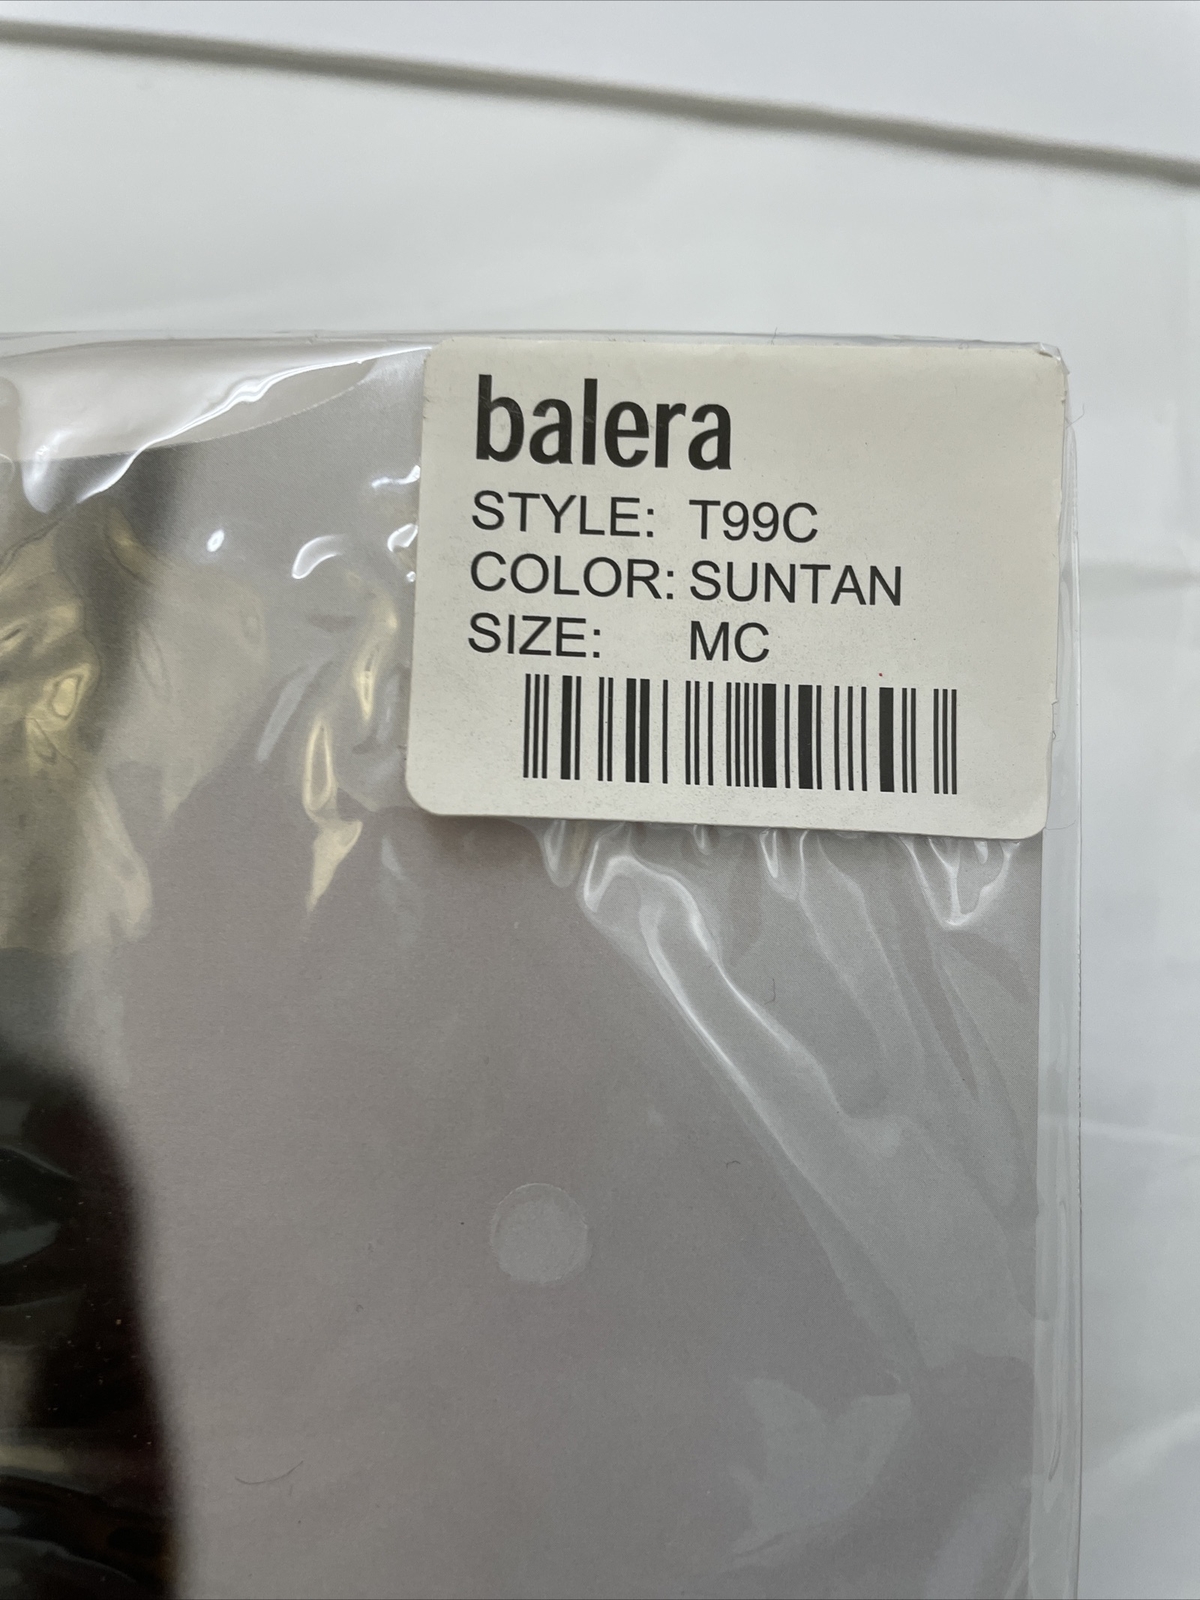 balera
STYLE: T99C
COLOR: SUNTAN
SIZE: MC